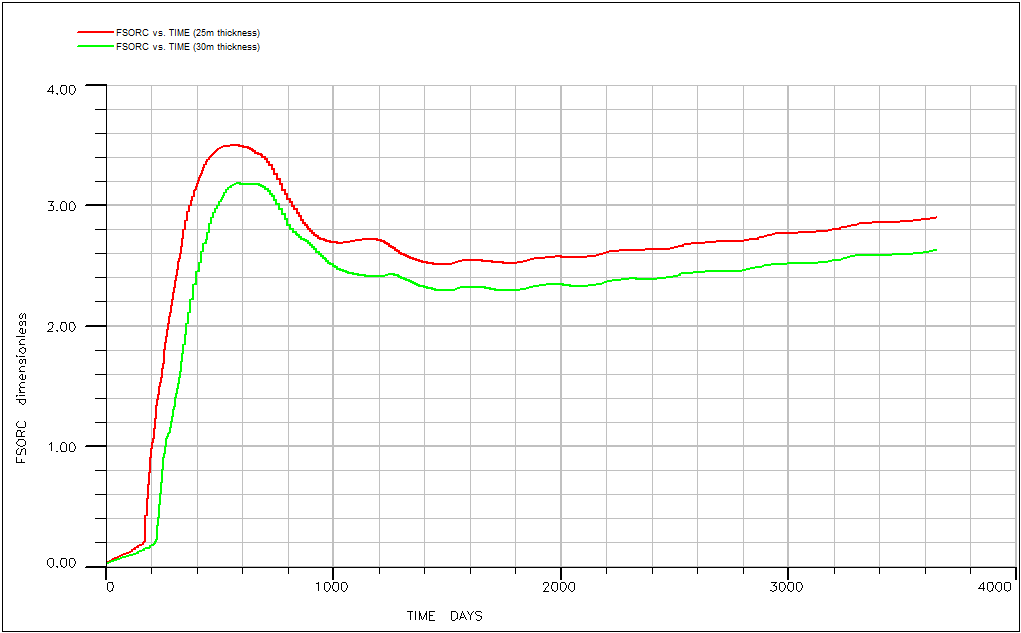 FSORC vs. TIME (25m thickness)
FSORC vs. TIME (30m thickness)
4.00
3.00
2.00
1.00
0.00
FSORC dimensionless
0 1000 2000 3000 4000
TIME DAYS